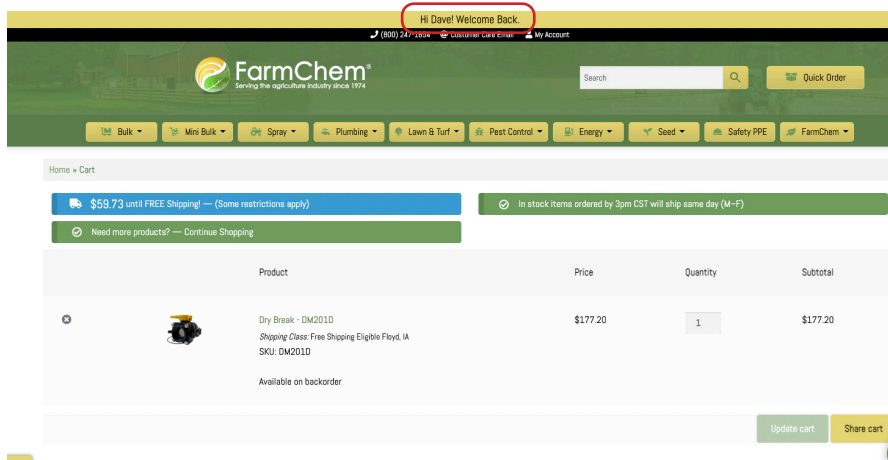 Hi Dave! Welcome Back.
(800) 247-1854 Customer Care Email My Account
FarmChem®
Serving the agriculture industry since 1974
Search
Quick Order
Bulk Mini Bulk Spray Plumbing Lawn & Turf Pest Control Energy Seed Safety PPE FarmChem
Home » Cart
$59.73 until FREE Shipping! — (Some restrictions apply)
In stock items ordered by 3pm CST will ship same day (M–F)
Need more products? — Continue Shopping
Product Price Quantity Subtotal
Dry Break - DM201D $177.20 1 $177.20
Shipping Class: Free Shipping Eligible Floyd, IA
SKU: DM201D
Available on backorder
Update cart Share cart